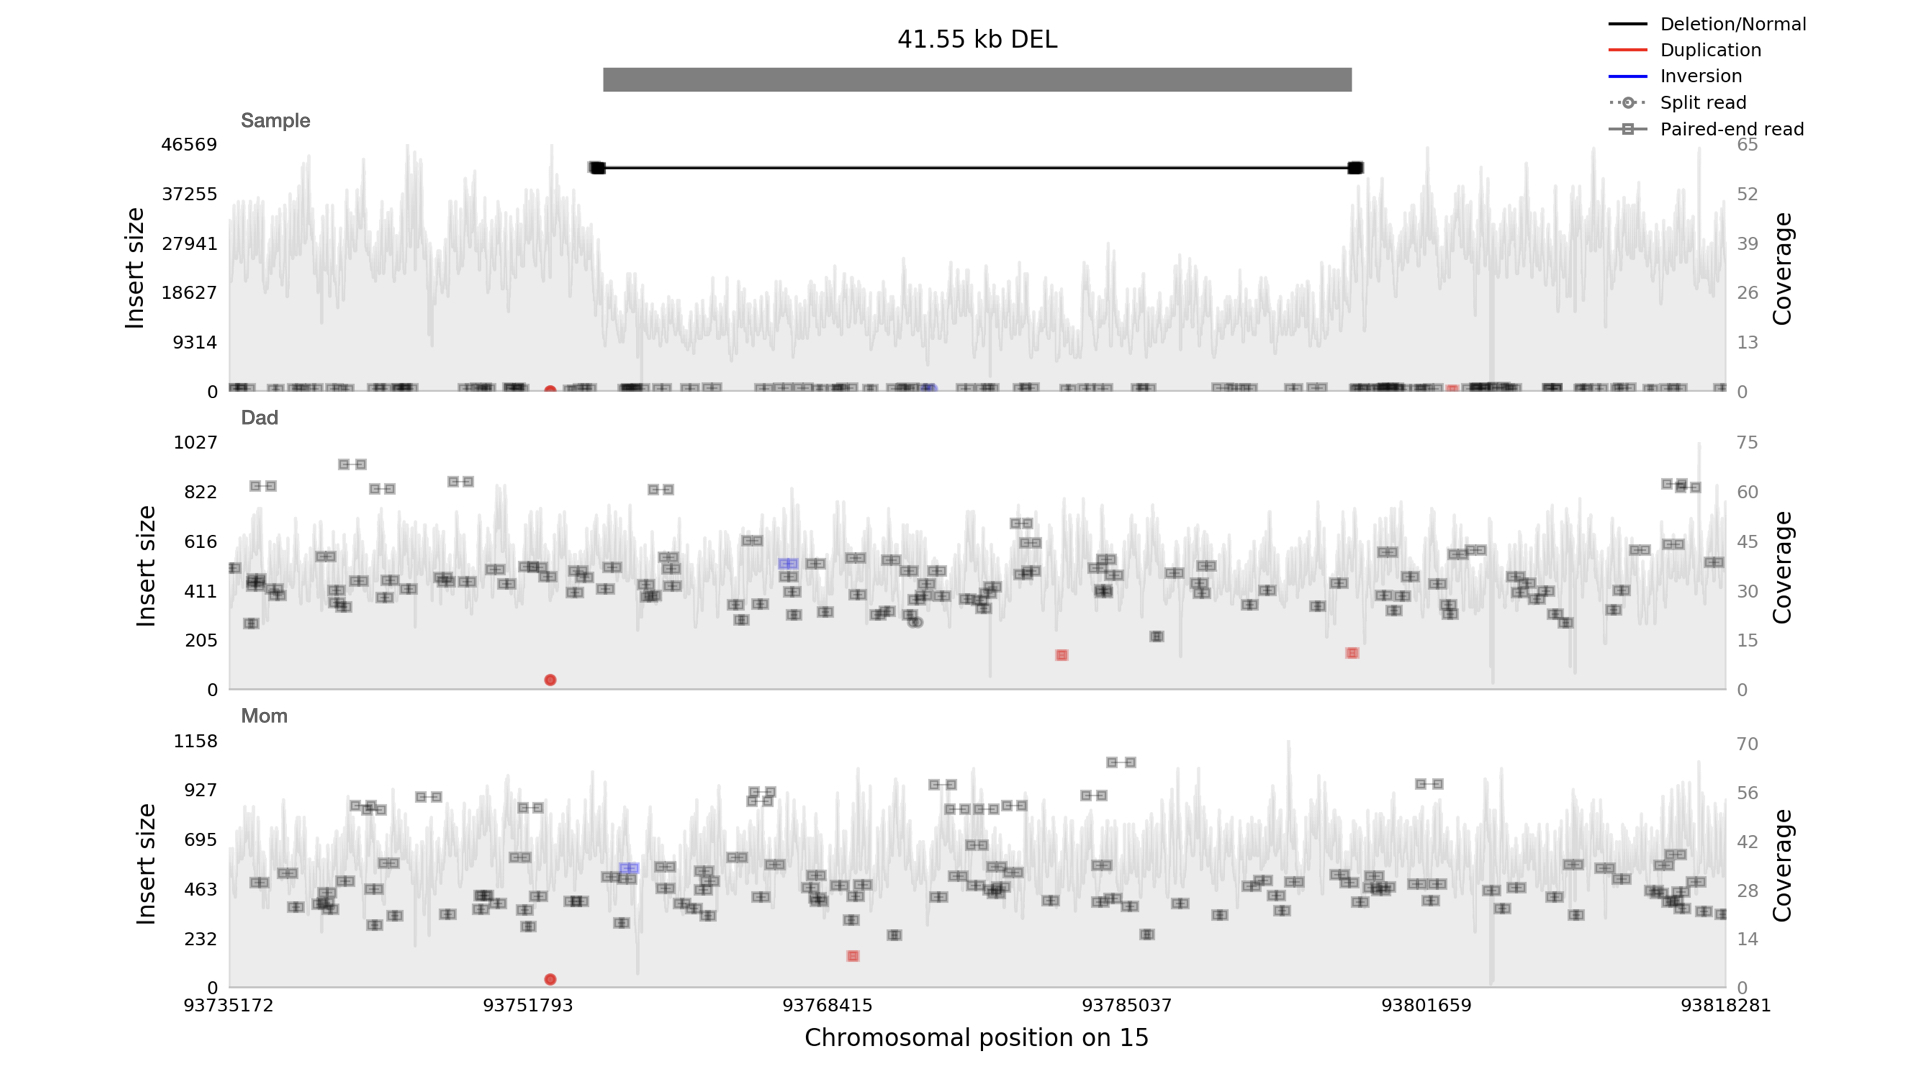 41.55 kb DEL
Deletion/Normal
Duplication
Inversion
Split read
Paired-end read
Sample
46569
37255
27941
18627
9314
0
Insert size
65
52
39
26
13
0
Coverage
Dad
1027
822
616
411
205
0
Insert size
75
60
45
30
15
0
Coverage
Mom
1158
927
695
463
232
0
Insert size
70
56
42
28
14
0
Coverage
93735172 93751793 93768415 93785037 93801659 93818281
Chromosomal position on 15